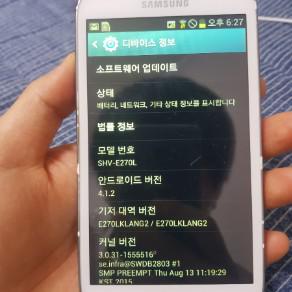 SAMSUNG
오후 6:27
디바이스 정보
소프트웨어 업데이트
상태
배터리, 네트워크, 기타 상태 정보를 표시합니다
법률 정보
모델 번호
SHV-E270L
안드로이드 버전
4.1.2
기저 대역 버전
E270LKLANG2 / E270LKLANG2
커널 버전
3.0.31-1555516
se.infra@SWDB2803 #1
SMP PREEMPT Thu Aug 13 11:19:29
KST 2015